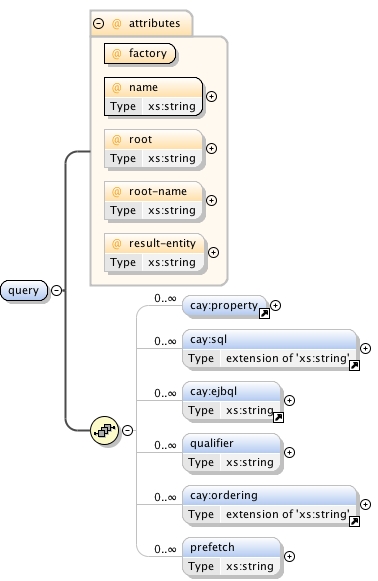 @ attributes
@ factory
@ name
Type xs:string
@ root
Type xs:string
@ root-name
Type xs:string
@ result-entity
Type xs:string
query
0..∞
cay:property
0..∞
cay:sql
Type extension of 'xs:string'
0..∞
cay:ejbql
Type xs:string
0..∞
qualifier
Type xs:string
0..∞
cay:ordering
Type extension of 'xs:string'
0..∞
prefetch
Type xs:string